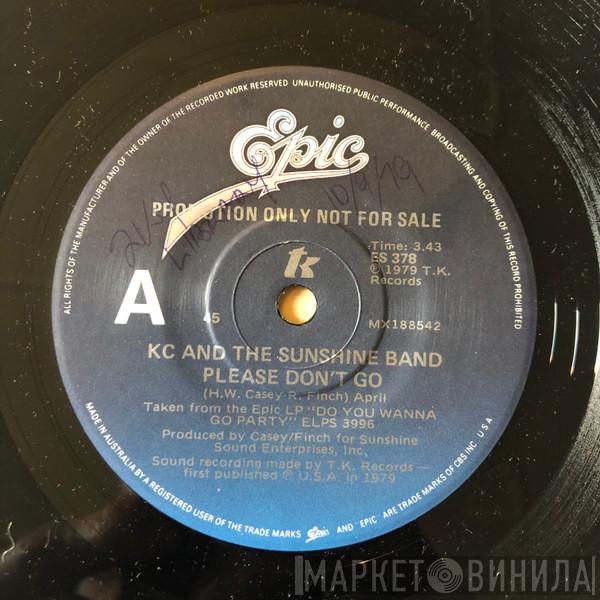 ALL RIGHTS OF THE MANUFACTURER AND OF THE OWNER OF THE RECORDED WORK RESERVED UNAUTHORISED PUBLIC PERFORMANCE BROADCASTING AND COPYING OF THIS RECORD PROHIBITED
Epic
10/9/79
PROMOTION ONLY NOT FOR SALE
tk
Time: 3.43
ES 378
℗ 1979 T.K.
Records
A
45
MX188542
KC AND THE SUNSHINE BAND
PLEASE DON'T GO
(H.W. Casey-R. Finch) April
Taken from the Epic LP "DO YOU WANNA
GO PARTY" ELPS 3996
Produced by Casey/Finch for Sunshine
Sound Enterprises, Inc,
Sound recording made by T.K. Records —
first published ℗ U.S.A. in 1979
MADE IN AUSTRALIA BY A REGISTERED USER OF THE TRADE MARKS Epic AND 'EPIC' ARE TRADE MARKS OF CBS INC. U S A
МАРКЕТ ВИНИЛА